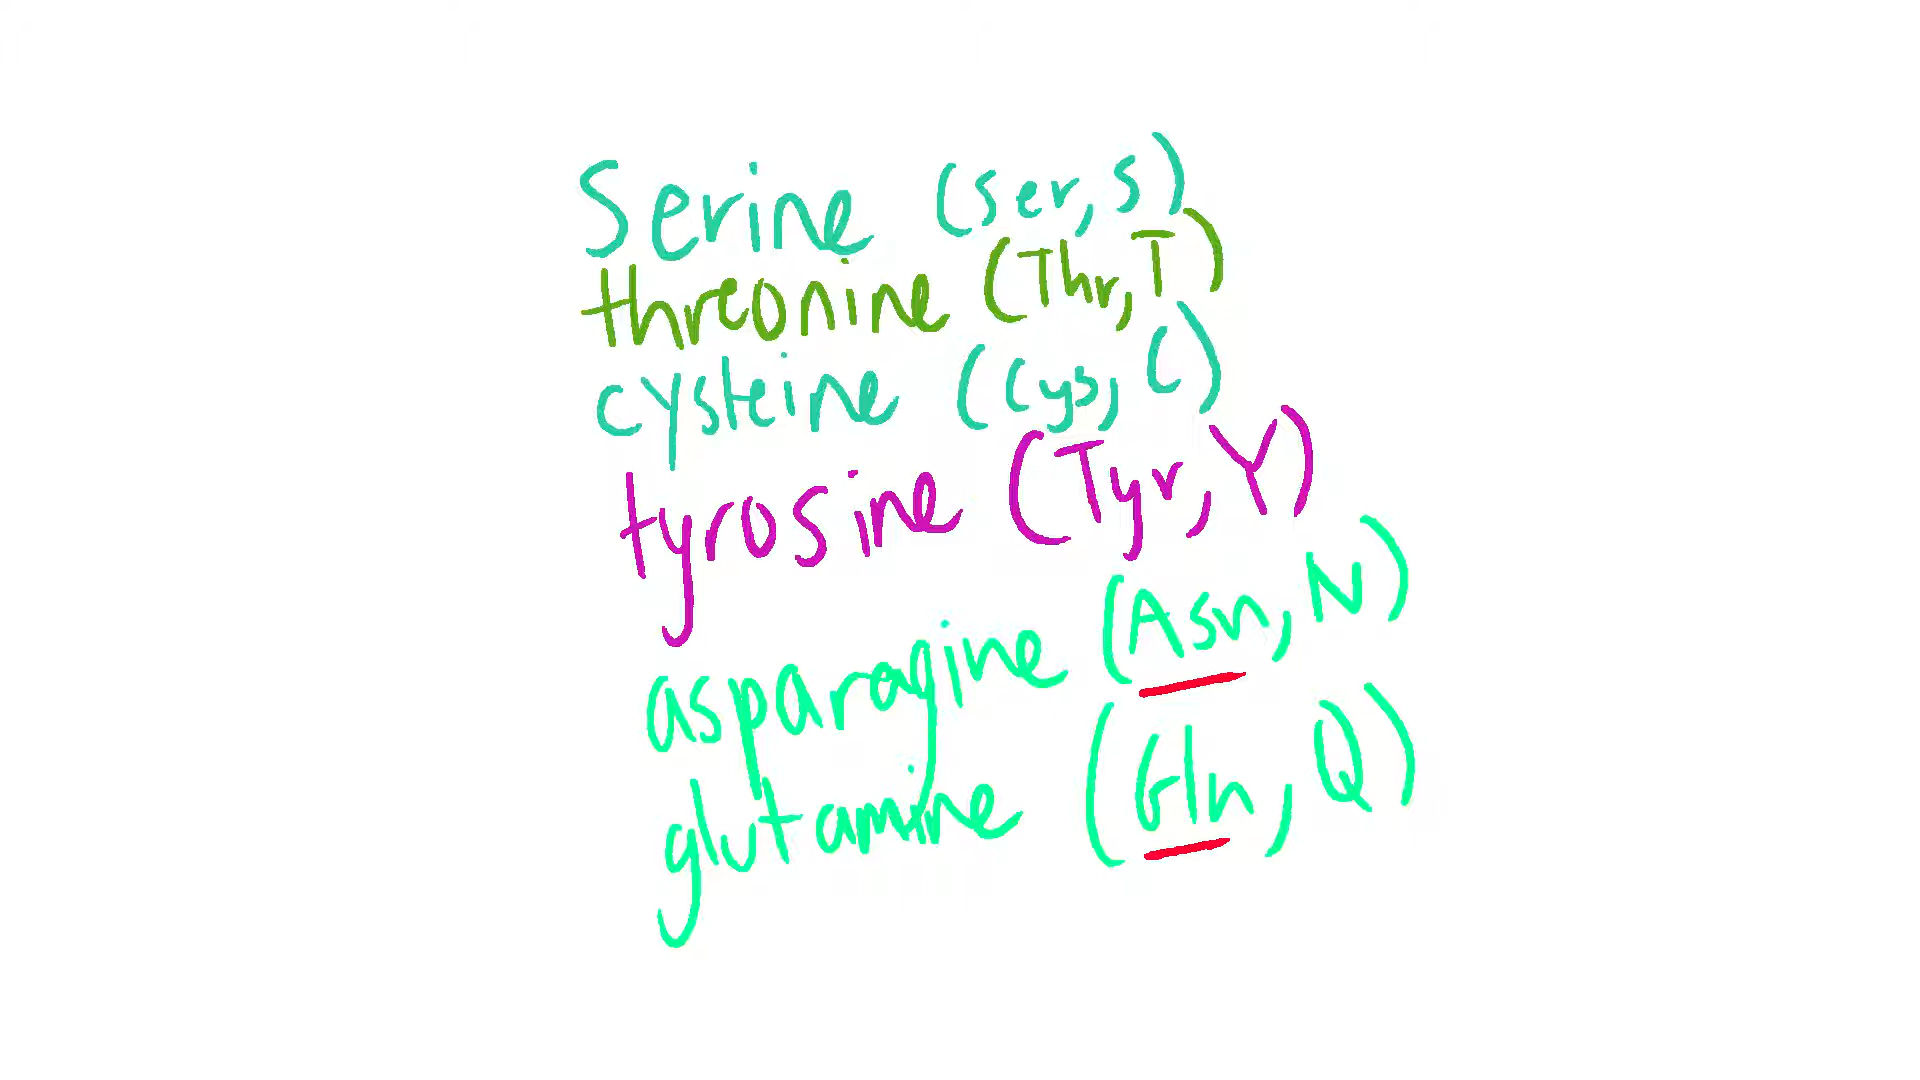 Serine (Ser, S)
threonine (Thr, T)
cysteine (Cys, C)
tyrosine (Tyr, Y)
asparagine (Asn, N)
glutamine (Gln, Q)